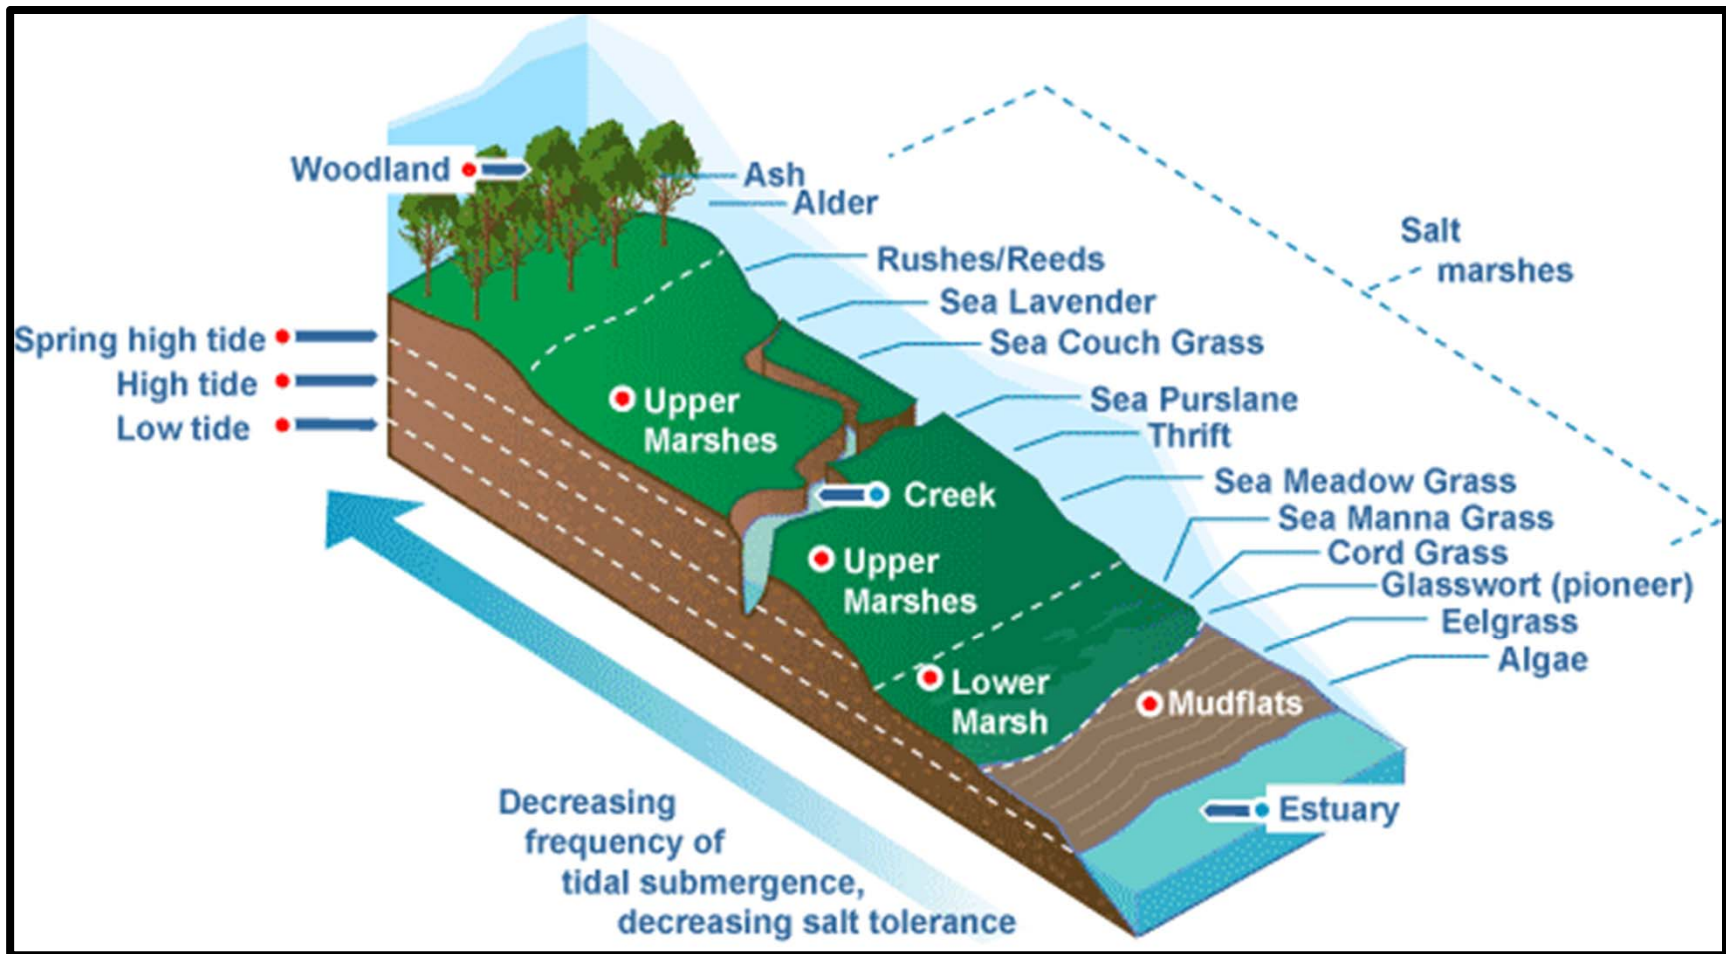 Woodland
Ash
Alder
Salt
marshes
Rushes/Reeds
Sea Lavender
Spring high tide
Sea Couch Grass
High tide
Low tide
Upper
Marshes
Sea Purslane
Thrift
Sea Meadow Grass
Creek
Sea Manna Grass
Cord Grass
Upper
Marshes
Glasswort (pioneer)
Eelgrass
Algae
Lower
Marsh
Mudflats
Estuary
Decreasing
frequency of
tidal submergence,
decreasing salt tolerance